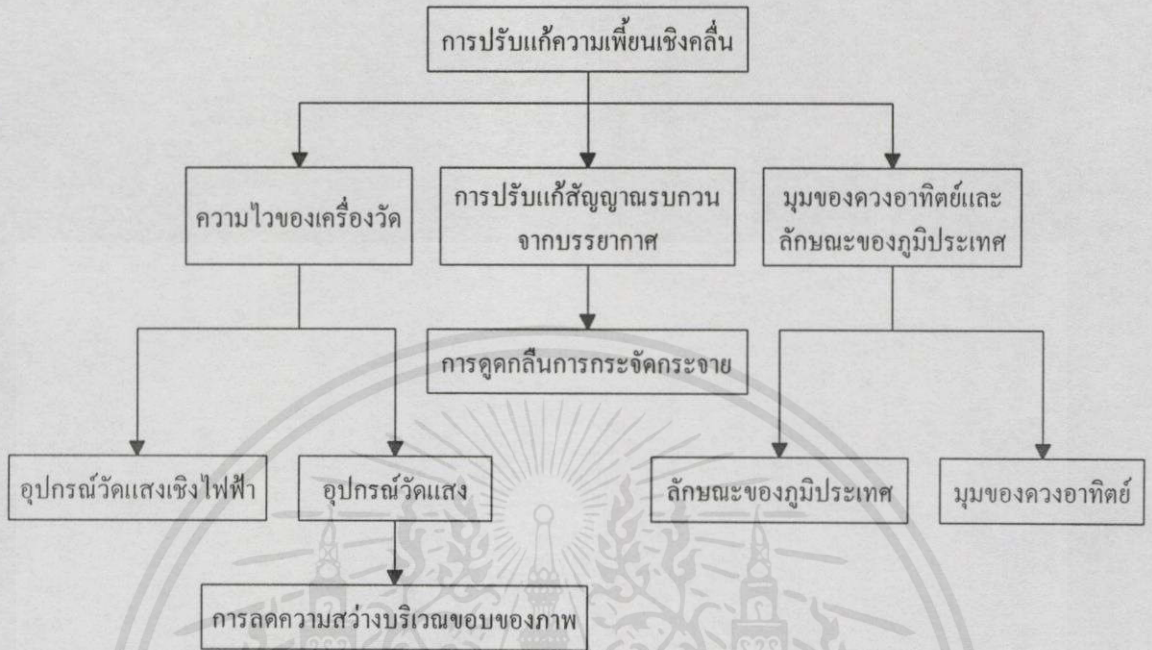 การปรับแก้ความเพี้ยนเชิงคลื่น
ความไวของเครื่องวัด
การปรับแก้สัญญาณรบกวน
จากบรรยากาศ
มุมของดวงอาทิตย์และ
ลักษณะของภูมิประเทศ
การดูดกลืนการกระจัดกระจาย
อุปกรณ์วัดแสงเชิงไฟฟ้า
อุปกรณ์วัดแสง
ลักษณะของภูมิประเทศ
มุมของดวงอาทิตย์
การลดความสว่างบริเวณขอบของภาพ